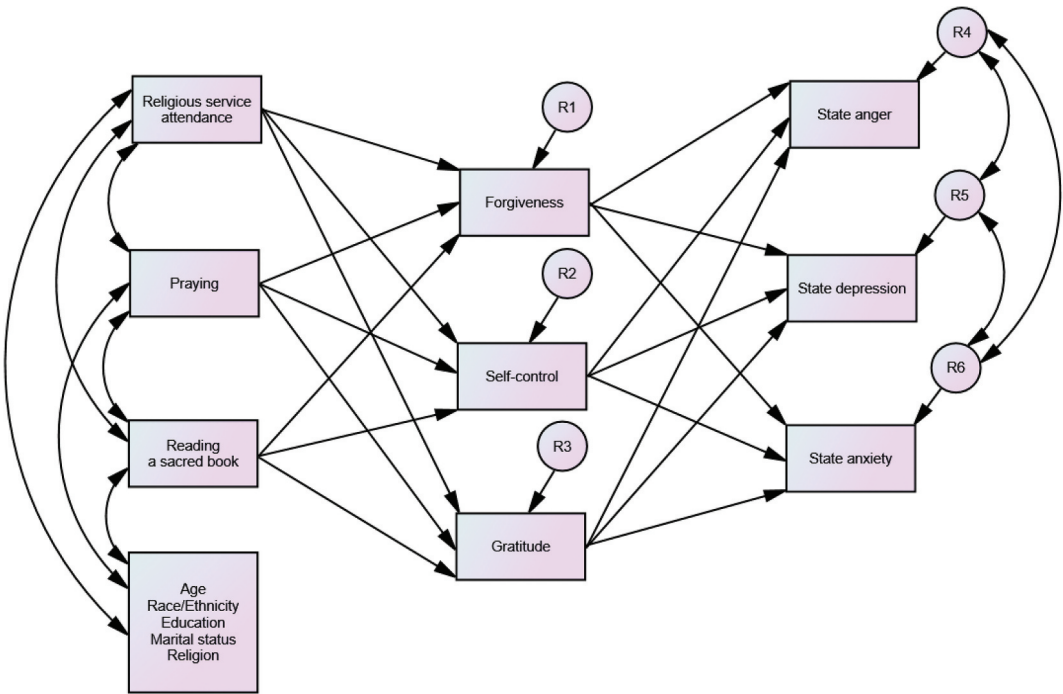 Religious service
attendance
Praying
Reading
a sacred book
Age
Race/Ethnicity
Education
Marital status
Religion
R1
Forgiveness
R2
Self-control
R3
Gratitude
R4
State anger
R5
State depression
R6
State anxiety